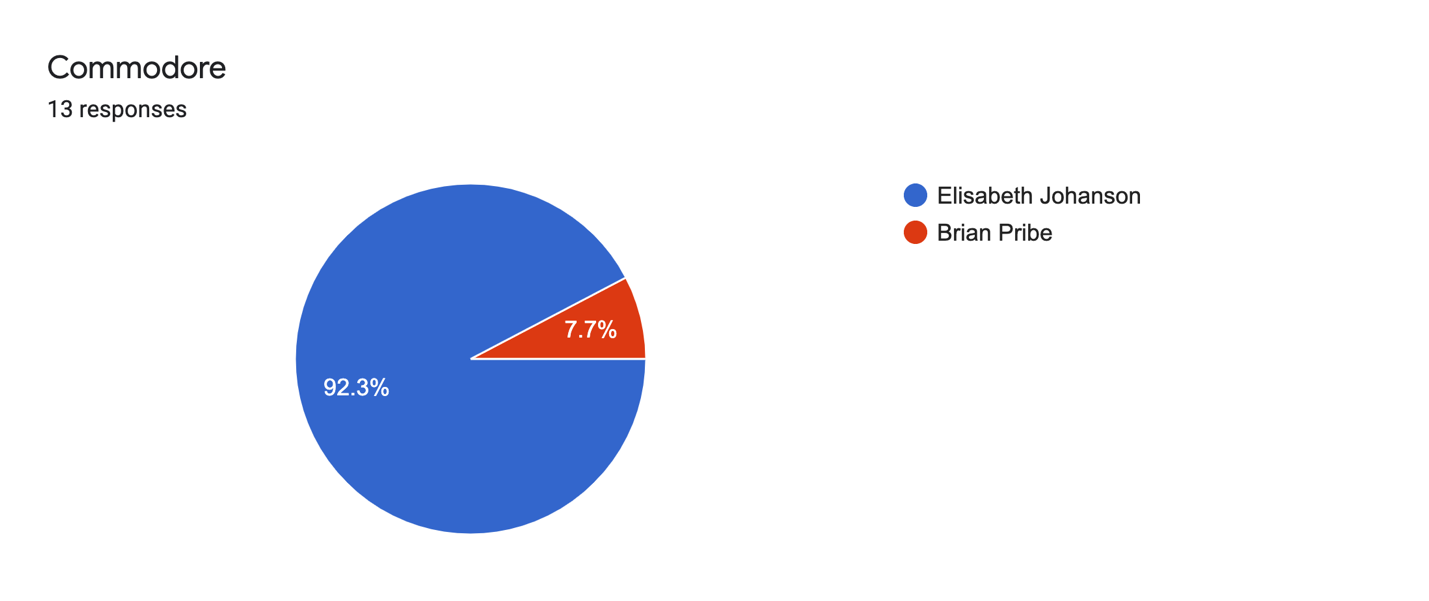 Commodore
13 responses
Elisabeth Johanson
Brian Pribe
7.7%
92.3%